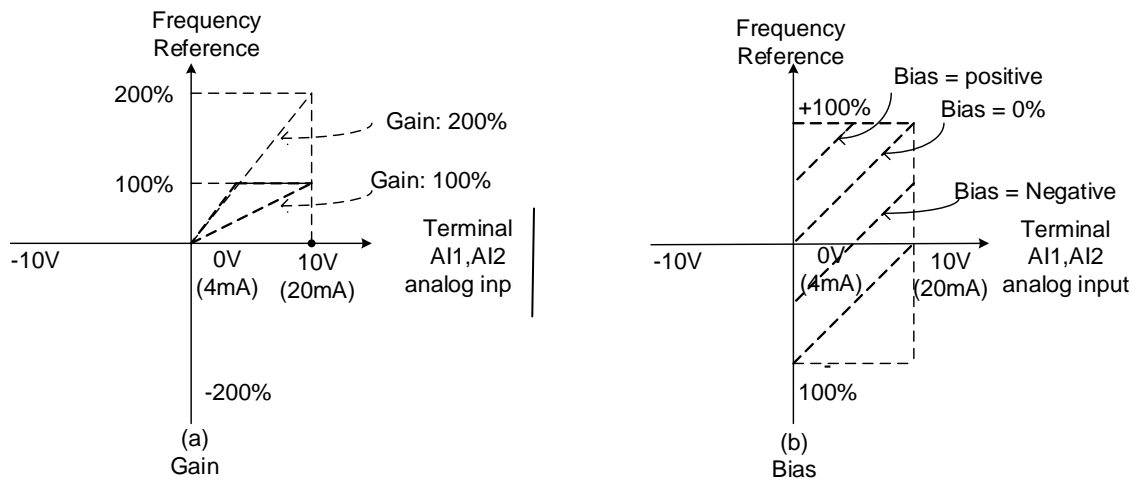 Frequency
Reference
200%
Gain: 200%
100%
Gain: 100%
-10V
0V
(4mA)
10V
(20mA)
Terminal
AI1,AI2
analog inp
-200%
(a)
Gain
Frequency
Reference
Bias = positive
+100%
Bias = 0%
Bias = Negative
-10V
0V
(4mA)
10V
(20mA)
Terminal
AI1,AI2
analog input
-
100%
(b)
Bias